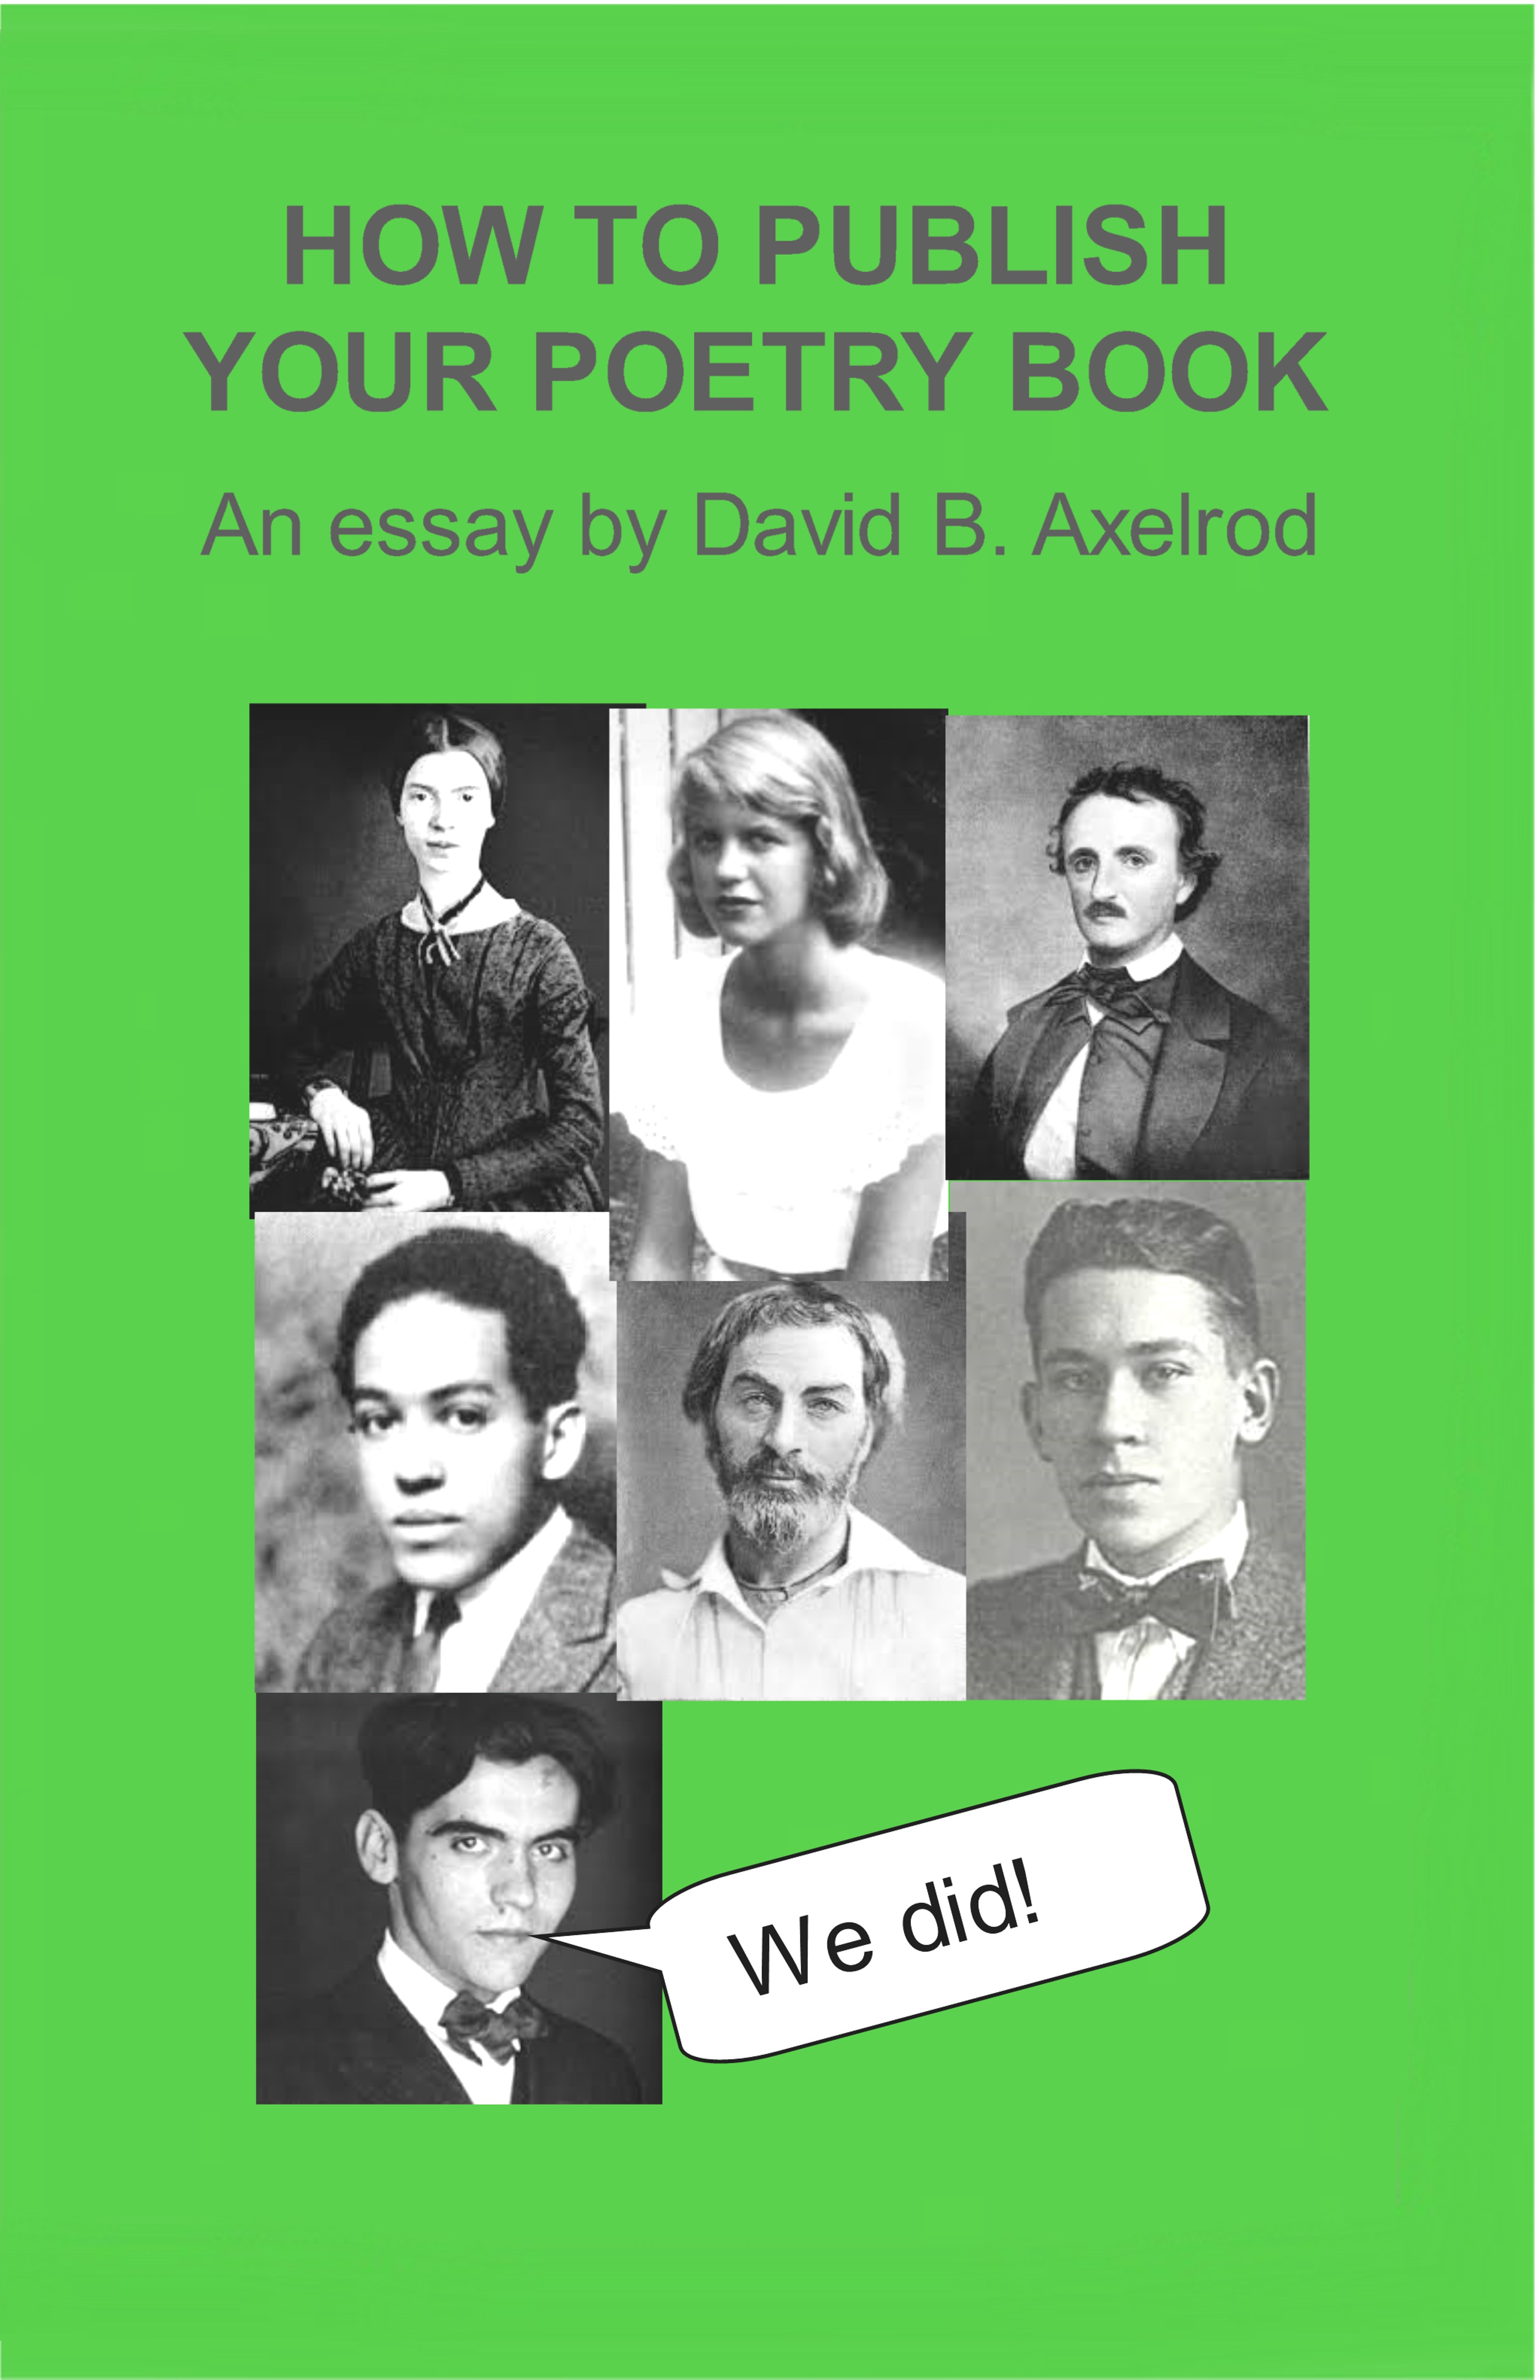 HOW TO PUBLISH
YOUR POETRY BOOK
An essay by David B. Axelrod
We did!